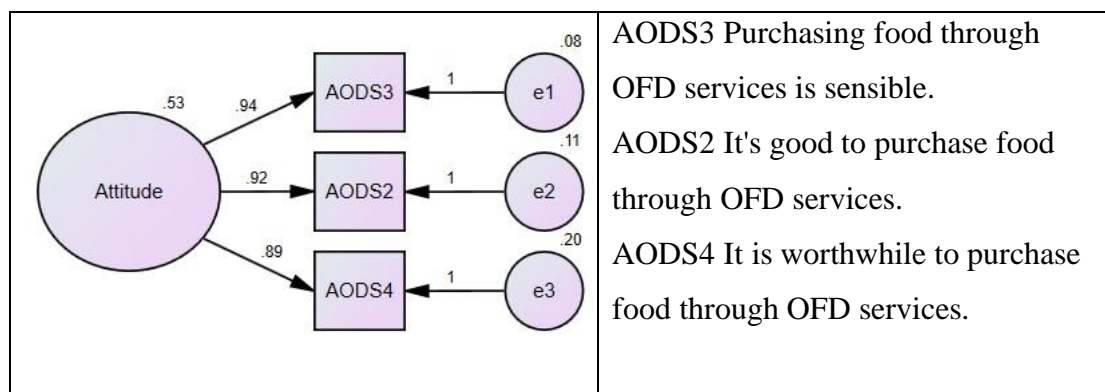 .08
AODS3
1
e1
.53
.94
.11
Attitude
.92
AODS2
1
e2
.20
.89
AODS4
1
e3
AODS3 Purchasing food through
OFD services is sensible.
AODS2 It's good to purchase food
through OFD services.
AODS4 It is worthwhile to purchase
food through OFD services.